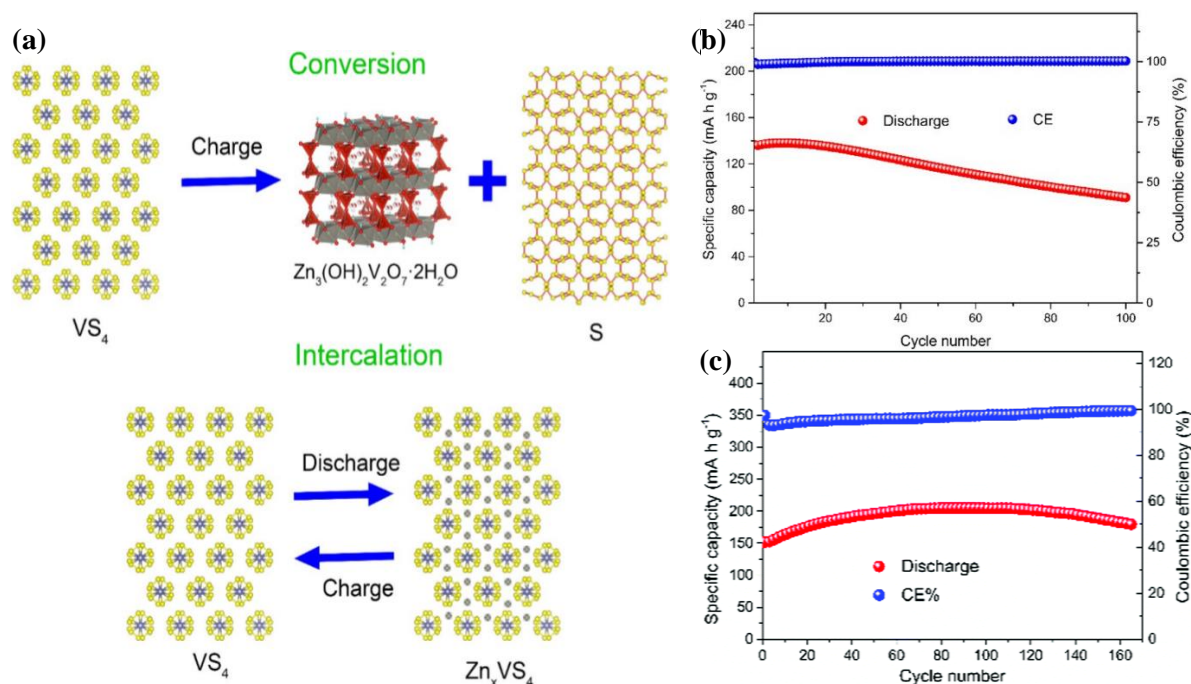 (a)
Conversion
Charge
VS₄
Zn₃(OH)₂V₂O₇·2H₂O
S
Intercalation
Discharge
Charge
VS₄
ZnₓVS₄
(b)
240
200
160
120
80
40
0
Specific capacity (mA h g⁻¹)
Discharge
CE
100
75
50
25
0
Coulombic efficiency (%)
20 40 60 80 100
Cycle number
(c)
400
350
300
250
200
150
100
50
0
Specific capacity (mA h g⁻¹)
Discharge
CE%
120
100
80
60
40
20
0
Coulombic efficiency (%)
0 20 40 60 80 100 120 140 160
Cycle number